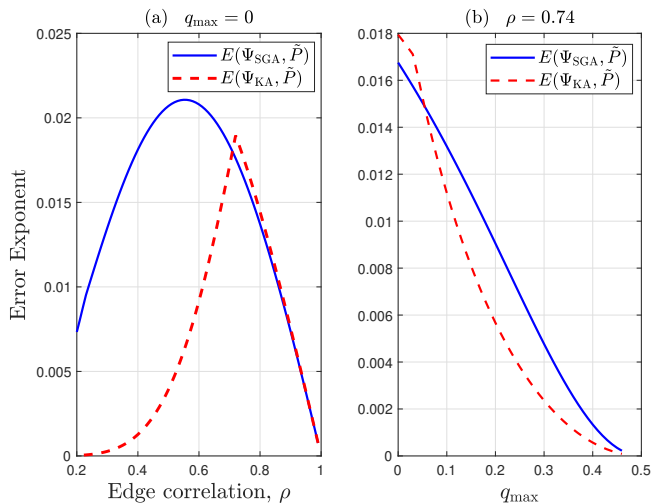 (a) q_max = 0
E(Ψ_SGA, P̃)
E(Ψ_KA, P̃)
0.025
0.02
0.015
0.01
0.005
0
0.2 0.4 0.6 0.8 1
Error Exponent
Edge correlation, ρ
(b) ρ = 0.74
E(Ψ_SGA, P̃)
E(Ψ_KA, P̃)
0.018
0.016
0.014
0.012
0.01
0.008
0.006
0.004
0.002
0
0 0.1 0.2 0.3 0.4 0.5
q_max